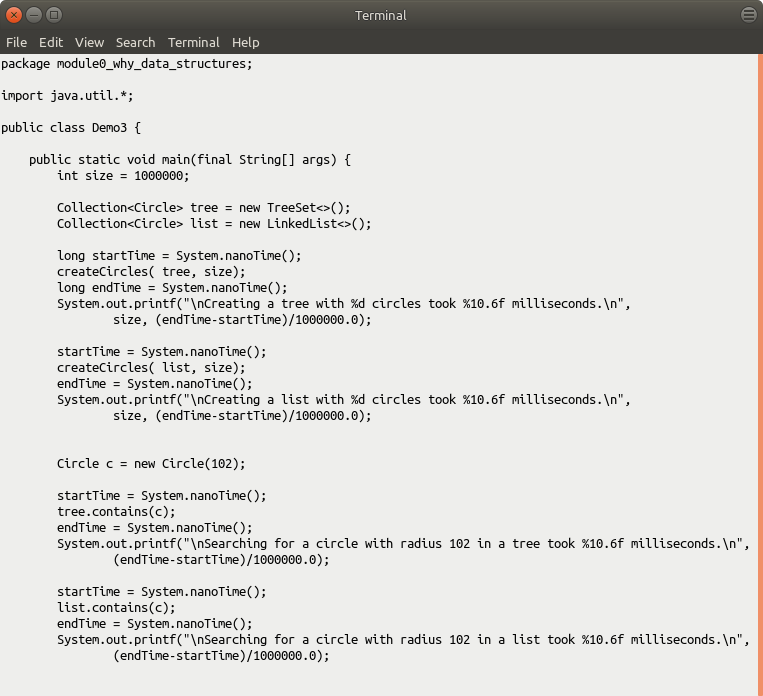 Terminal
File Edit View Search Terminal Help
package module0_why_data_structures;
import java.util.*;
public class Demo3 {
public static void main(final String[] args) {
int size = 1000000;
Collection<Circle> tree = new TreeSet<>();
Collection<Circle> list = new LinkedList<>();
long startTime = System.nanoTime();
createCircles( tree, size);
long endTime = System.nanoTime();
System.out.printf("\nCreating a tree with %d circles took %10.6f milliseconds.\n",
size, (endTime-startTime)/1000000.0);
startTime = System.nanoTime();
createCircles( list, size);
endTime = System.nanoTime();
System.out.printf("\nCreating a list with %d circles took %10.6f milliseconds.\n",
size, (endTime-startTime)/1000000.0);
Circle c = new Circle(102);
startTime = System.nanoTime();
tree.contains(c);
endTime = System.nanoTime();
System.out.printf("\nSearching for a circle with radius 102 in a tree took %10.6f milliseconds.\n",
(endTime-startTime)/1000000.0);
startTime = System.nanoTime();
list.contains(c);
endTime = System.nanoTime();
System.out.printf("\nSearching for a circle with radius 102 in a list took %10.6f milliseconds.\n",
(endTime-startTime)/1000000.0);